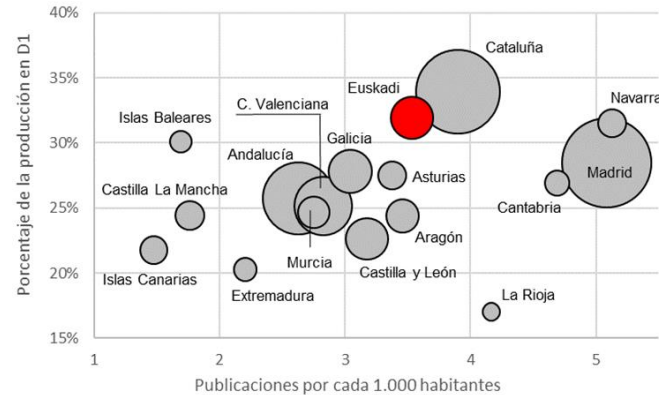 Porcentaje de la producción en D1
40%
35%
30%
25%
20%
15%
Cataluña
Euskadi
Navarra
C. Valenciana
Islas Baleares
Galicia
Andalucía
Asturias
Madrid
Castilla La Mancha
Cantabria
Aragón
Murcia
Castilla y León
Islas Canarias
Extremadura
La Rioja
1 2 3 4 5
Publicaciones por cada 1.000 habitantes